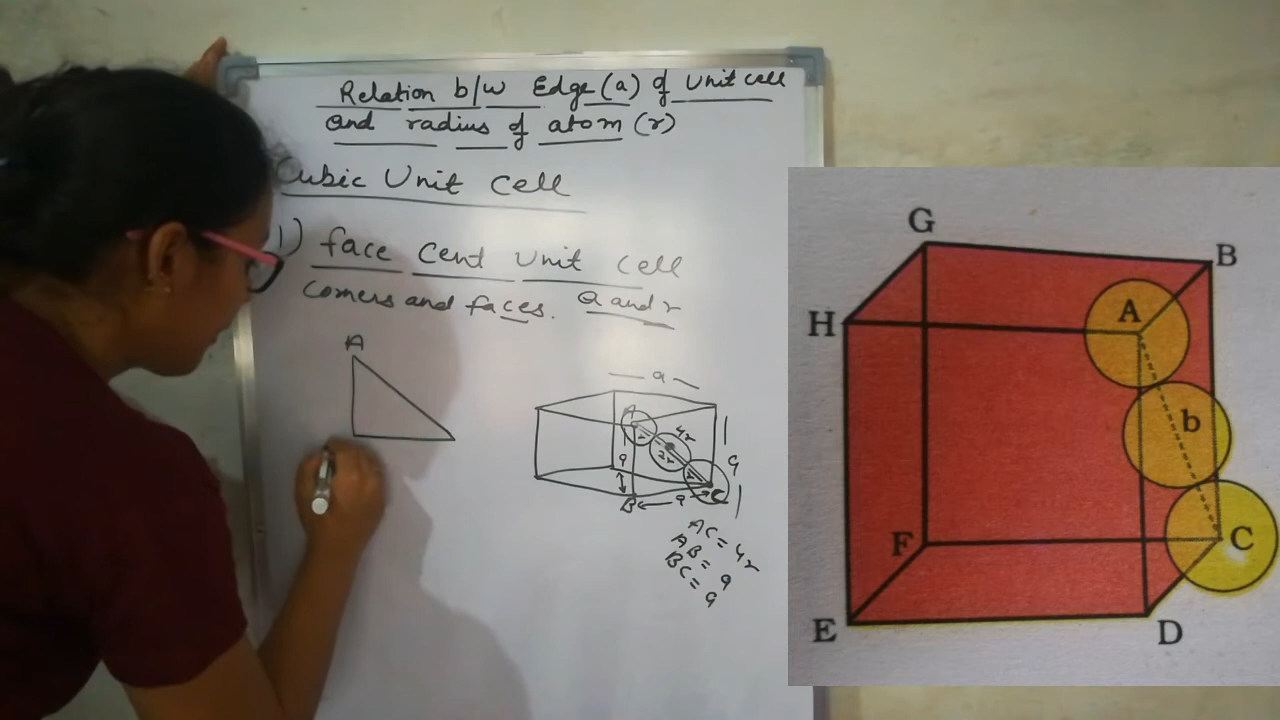 Relation b/w Edge (a) of Unit cell
and radius of atom (r)
Cubic Unit Cell
1) face Cent Unit Cell
corners and faces. a and r
A
a
A
r
4r
2r
r
a
a
B
a
C
AC = 4r
AB = a
BC = a
G
B
H
A
b
F
C
E
D